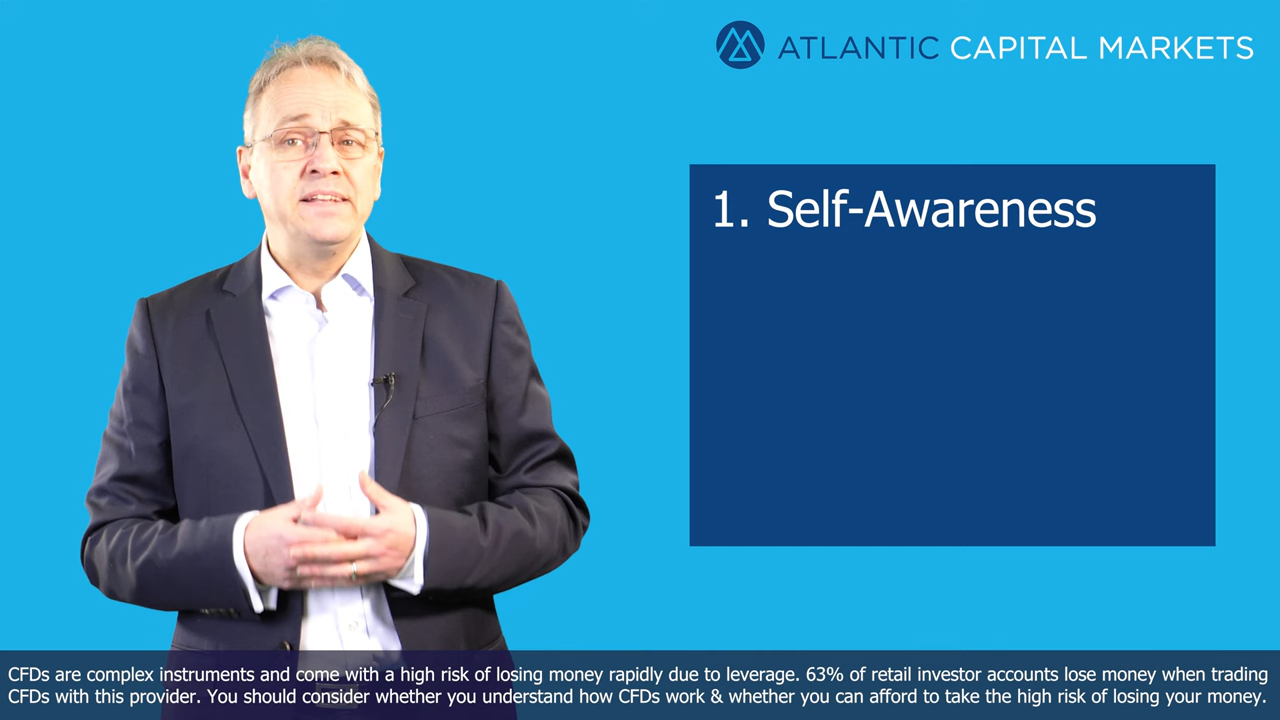 ATLANTIC CAPITAL MARKETS
1. Self-Awareness
CFDs are complex instruments and come with a high risk of losing money rapidly due to leverage. 63% of retail investor accounts lose money when trading
CFDs with this provider. You should consider whether you understand how CFDs work & whether you can afford to take the high risk of losing your money.